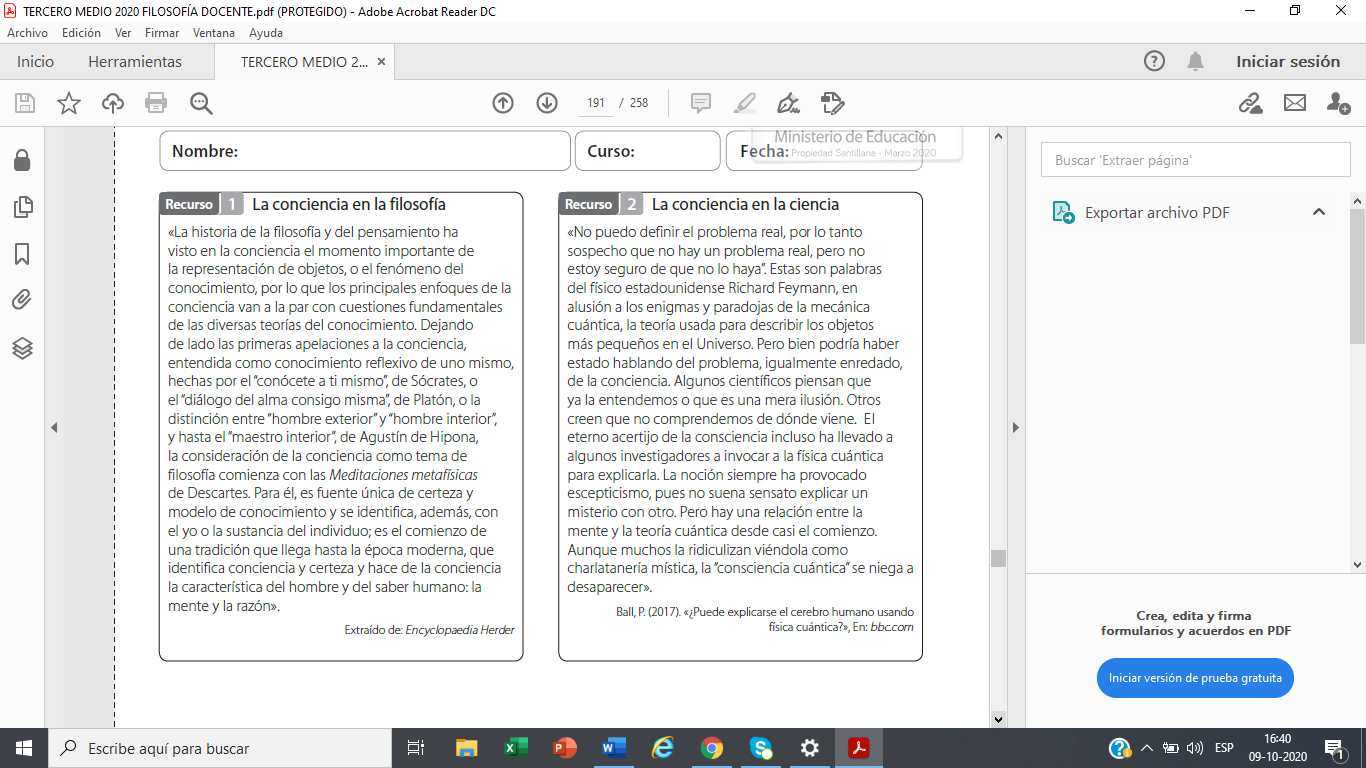 TERCERO MEDIO 2020 FILOSOFÍA DOCENTE.pdf (PROTEGIDO) - Adobe Acrobat Reader DC
Archivo Edición Ver Firmar Ventana Ayuda
Inicio Herramientas TERCERO MEDIO 2... × Iniciar sesión
191 / 258
Ministerio de Educación
Propiedad Santillana - Marzo 2020
Nombre: Curso: Fecha:
Recurso 1 La conciencia en la filosofía
«La historia de la filosofía y del pensamiento ha
visto en la conciencia el momento importante de
la representación de objetos, o el fenómeno del
conocimiento, por lo que los principales enfoques de la
conciencia van a la par con cuestiones fundamentales
de las diversas teorías del conocimiento. Dejando
de lado las primeras apelaciones a la conciencia,
entendida como conocimiento reflexivo de uno mismo,
hechas por el “conócete a ti mismo”, de Sócrates, o
el “diálogo del alma consigo misma”, de Platón, o la
distinción entre “hombre exterior” y “hombre interior”,
y hasta el “maestro interior”, de Agustín de Hipona,
la consideración de la conciencia como tema de
filosofía comienza con las Meditaciones metafísicas
de Descartes. Para él, es fuente única de certeza y
modelo de conocimiento y se identifica, además, con
el yo o la sustancia del individuo; es el comienzo de
una tradición que llega hasta la época moderna, que
identifica conciencia y certeza y hace de la conciencia
la característica del hombre y del saber humano: la
mente y la razón».
Extraído de: Encyclopaedia Herder
Recurso 2 La conciencia en la ciencia
«No puedo definir el problema real, por lo tanto
sospecho que no hay un problema real, pero no
estoy seguro de que no lo haya”. Estas son palabras
del físico estadounidense Richard Feymann, en
alusión a los enigmas y paradojas de la mecánica
cuántica, la teoría usada para describir los objetos
más pequeños en el Universo. Pero bien podría haber
estado hablando del problema, igualmente enredado,
de la conciencia. Algunos científicos piensan que
ya la entendemos o que es una mera ilusión. Otros
creen que no comprendemos de dónde viene. El
eterno acertijo de la consciencia incluso ha llevado a
algunos investigadores a invocar a la física cuántica
para explicarla. La noción siempre ha provocado
escepticismo, pues no suena sensato explicar un
misterio con otro. Pero hay una relación entre la
mente y la teoría cuántica desde casi el comienzo.
Aunque muchos la ridiculizan viéndola como
charlatanería mística, la “consciencia cuántica” se niega a
desaparecer».
Ball, P. (2017). «¿Puede explicarse el cerebro humano usando
física cuántica?», En: bbc.com
Buscar 'Extraer página'
Exportar archivo PDF
Crea, edita y firma
formularios y acuerdos en PDF
Iniciar versión de prueba gratuita
Escribe aquí para buscar
ESP
16:40
09-10-2020
1